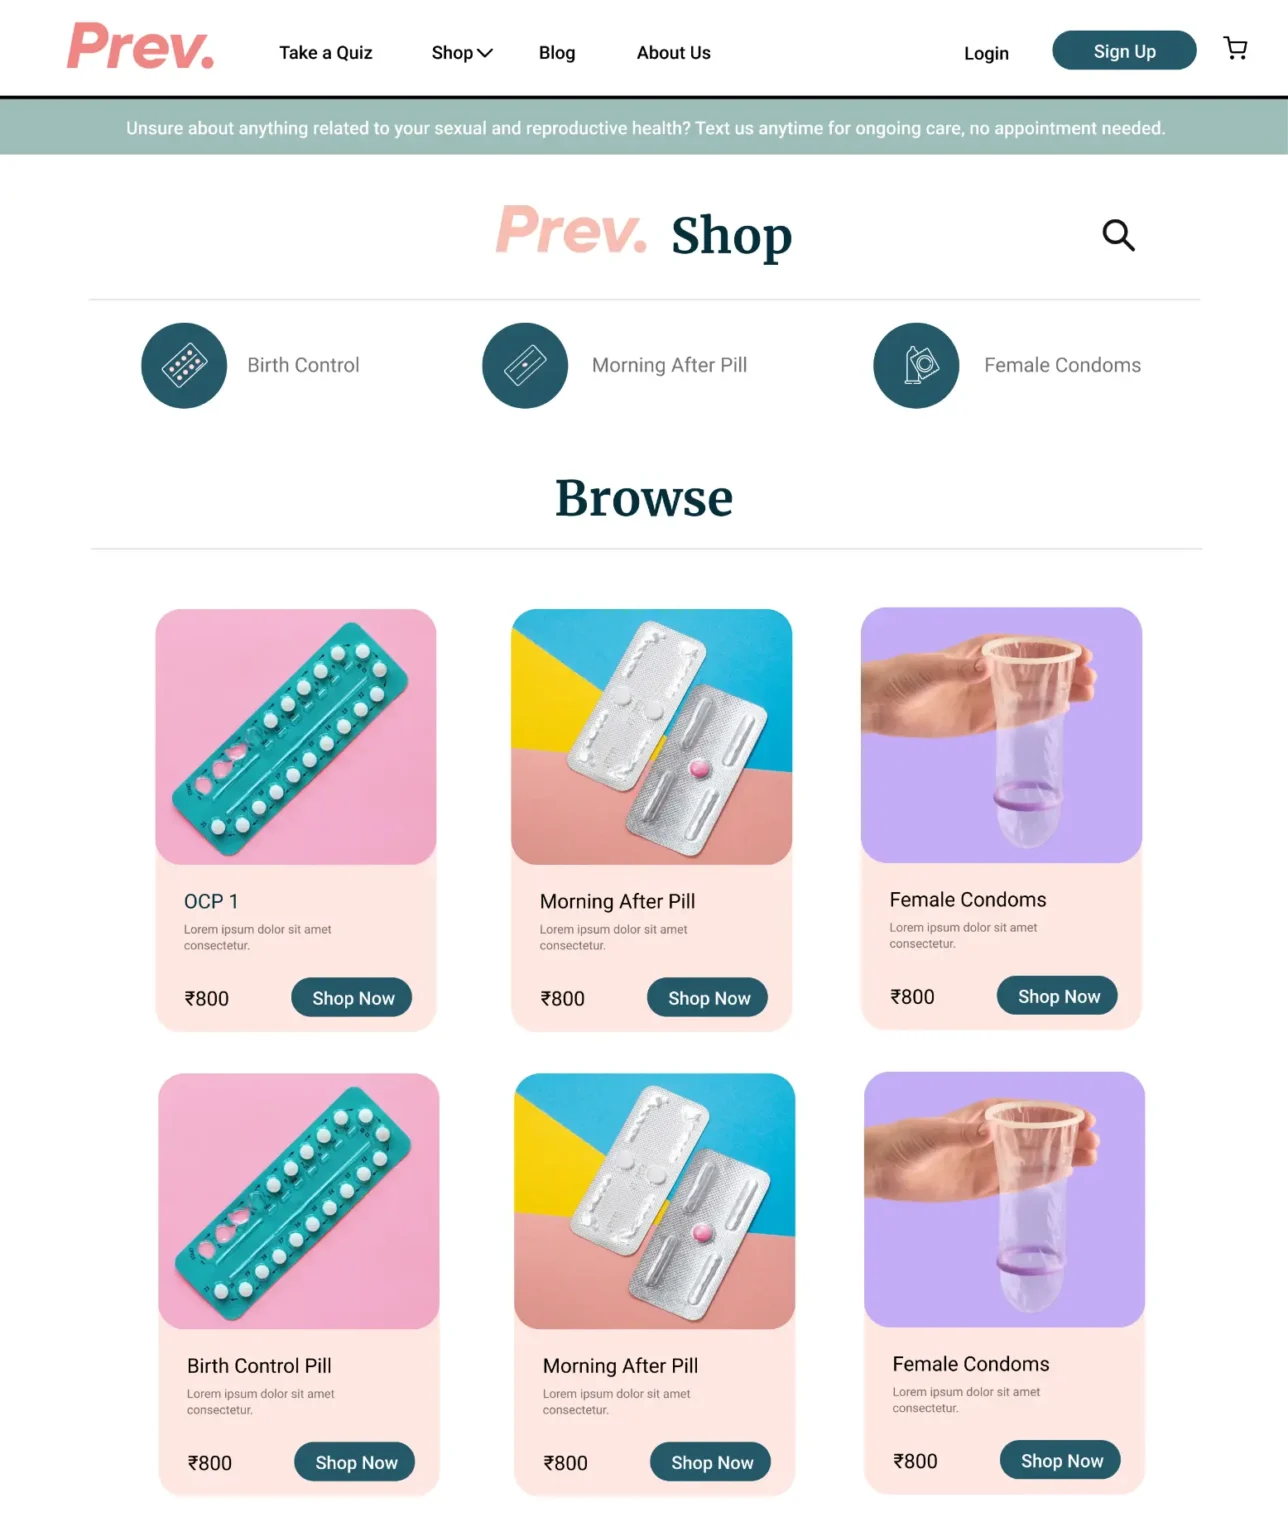 Prev.
Take a Quiz
Shop
Blog
About Us
Login
Sign Up
Unsure about anything related to your sexual and reproductive health? Text us anytime for ongoing care, no appointment needed.
Prev. Shop
Birth Control
Morning After Pill
Female Condoms
Browse
OCP 1
Lorem ipsum dolor sit amet
consectetur.
₹800
Shop Now
Morning After Pill
Lorem ipsum dolor sit amet
consectetur.
₹800
Shop Now
Female Condoms
Lorem ipsum dolor sit amet
consectetur.
₹800
Shop Now
Birth Control Pill
Lorem ipsum dolor sit amet
consectetur.
₹800
Shop Now
Morning After Pill
Lorem ipsum dolor sit amet
consectetur.
₹800
Shop Now
Female Condoms
Lorem ipsum dolor sit amet
consectetur.
₹800
Shop Now